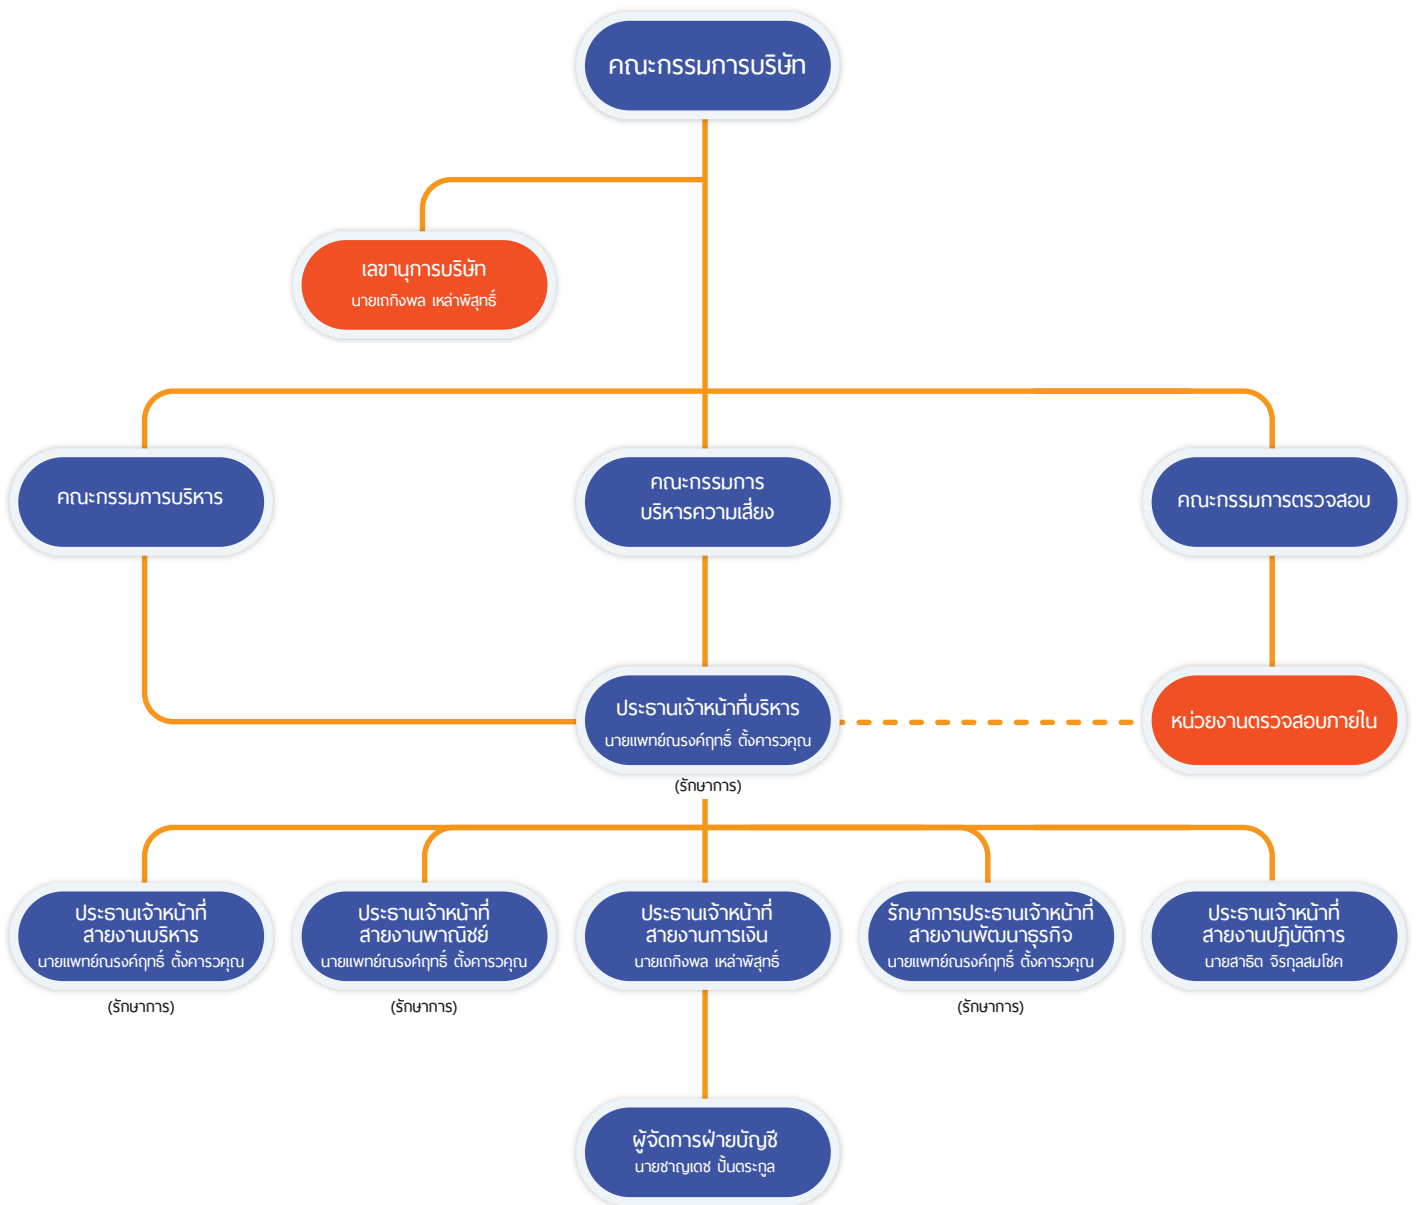 คณะกรรมการบริษัท
เลขานุการบริษัท
นายเถกิงพล เหล่าพิสุทธิ์
คณะกรรมการบริหาร
คณะกรรมการ
บริหารความเสี่ยง
คณะกรรมการตรวจสอบ
ประธานเจ้าหน้าที่บริหาร
นายแพทย์ณรงค์ฤทธิ์ ตั้งคารวคุณ
(รักษาการ)
หน่วยงานตรวจสอบภายใน
ประธานเจ้าหน้าที่
สายงานบริหาร
นายแพทย์ณรงค์ฤทธิ์ ตั้งคารวคุณ
(รักษาการ)
ประธานเจ้าหน้าที่
สายงานพาณิชย์
นายแพทย์ณรงค์ฤทธิ์ ตั้งคารวคุณ
(รักษาการ)
ประธานเจ้าหน้าที่
สายงานการเงิน
นายเถกิงพล เหล่าพิสุทธิ์
รักษาการประธานเจ้าหน้าที่
สายงานพัฒนาธุรกิจ
นายแพทย์ณรงค์ฤทธิ์ ตั้งคารวคุณ
(รักษาการ)
ประธานเจ้าหน้าที่
สายงานปฏิบัติการ
นายสาธิต จิรกุลสมโชค
ผู้จัดการฝ่ายบัญชี
นายชาญเดช ปั้นตระกูล